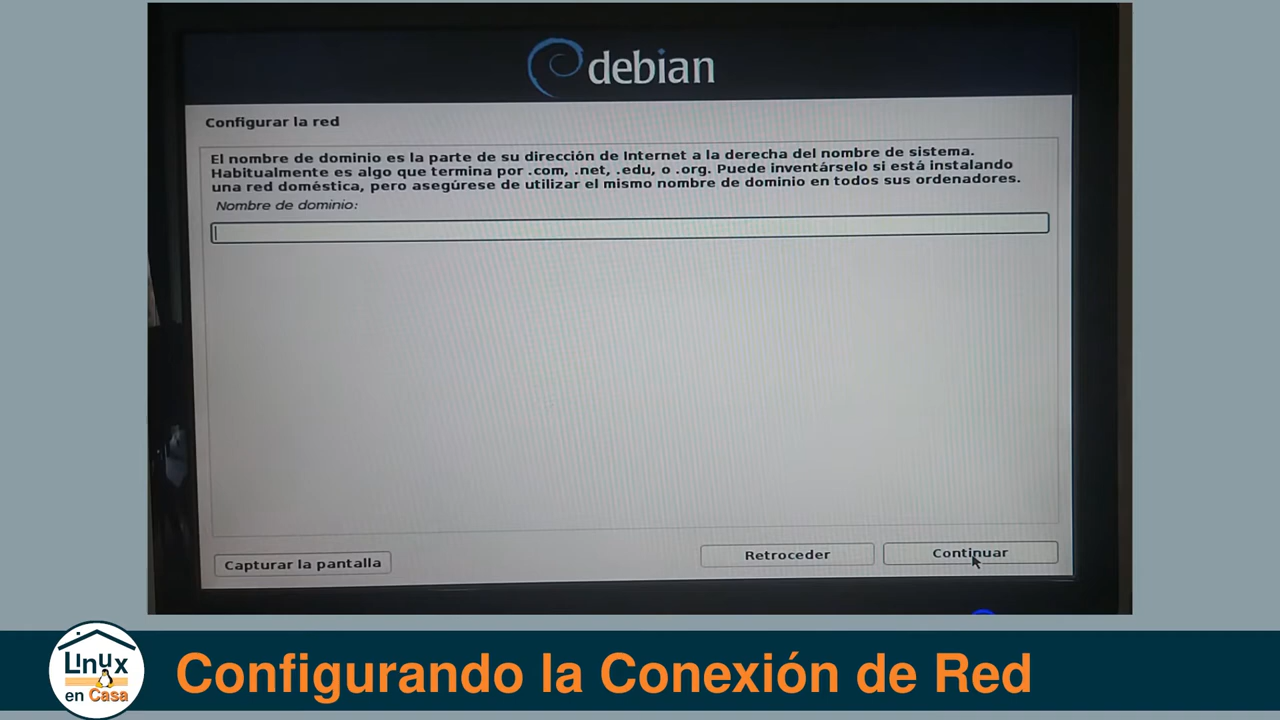 debian
Configurar la red
El nombre de dominio es la parte de su dirección de Internet a la derecha del nombre de sistema.
Habitualmente es algo que termina por .com, .net, .edu, o .org. Puede inventárselo si está instalando
una red doméstica, pero asegúrese de utilizar el mismo nombre de dominio en todos sus ordenadores.
Nombre de dominio:
Capturar la pantalla
Retroceder
Continuar
Linux
en Casa
Configurando la Conexión de Red